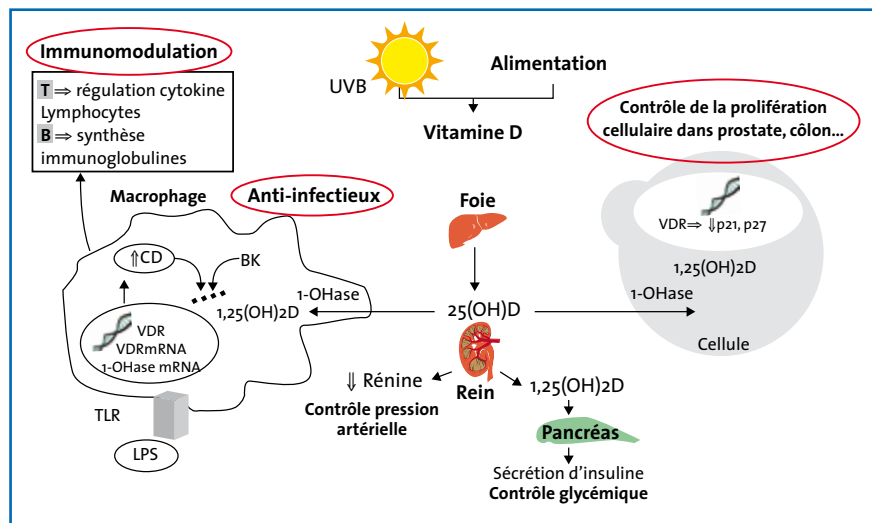 Immunomodulation
T ⇒ régulation cytokine
Lymphocytes
B ⇒ synthèse
immunoglobulines
UVB
Alimentation
Vitamine D
Contrôle de la prolifération
cellulaire dans prostate, côlon...
VDR⇒ ⇓p21, p27
1,25(OH)2D
1-OHase
Cellule
Macrophage
Anti-infectieux
⇑CD
BK
1,25(OH)2D
1-OHase
VDR
VDRmRNA
1-OHase mRNA
TLR
LPS
Foie
25(OH)D
Rein
⇓ Rénine
Contrôle pression
artérielle
1,25(OH)2D
Pancréas
Sécrétion d'insuline
Contrôle glycémique